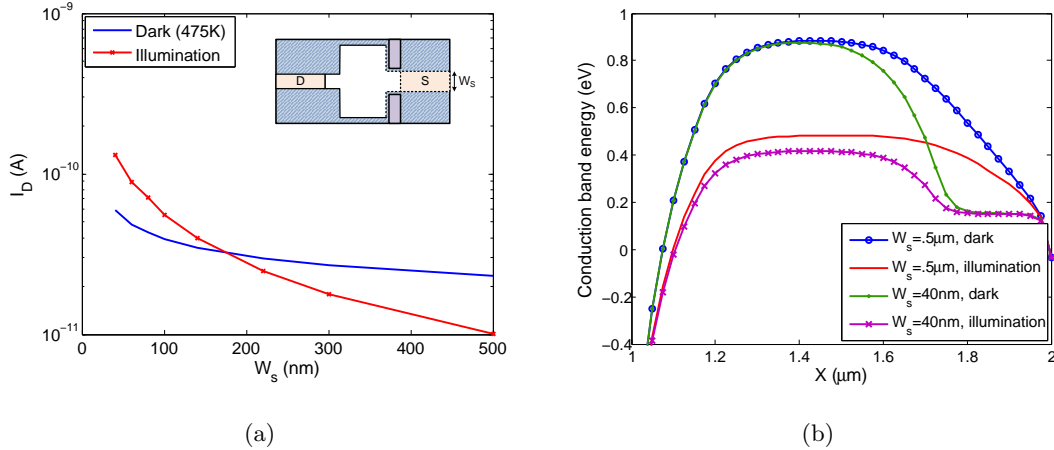 10⁻⁹
10⁻¹⁰
10⁻¹¹
I_D (A)
Dark (475K)
Illumination
D
S
W_S
0 100 200 300 400 500
W_s (nm)
(a)
1
0.8
0.6
0.4
0.2
0
−0.2
−0.4
Conduction band energy (eV)
W_s=.5μm, dark
W_s=.5μm, illumination
W_s=40nm, dark
W_s=40nm, illumination
1 1.2 1.4 1.6 1.8 2
X (μm)
(b)